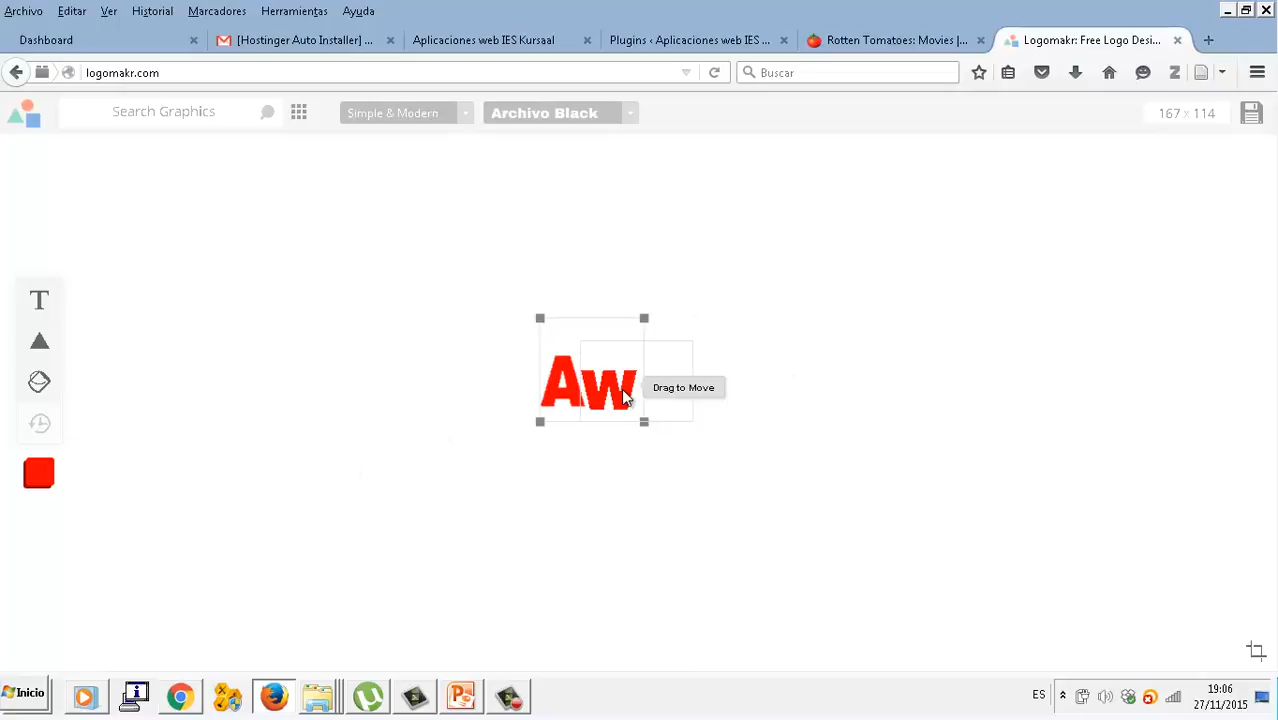 Archivo Editar Ver Historial Marcadores Herramientas Ayuda
Dashboard [Hostinger Auto Installer] ... Aplicaciones web IES Kursaal Plugins ‹ Aplicaciones web IES ... Rotten Tomatoes: Movies | ... Logomakr: Free Logo Desi...
logomakr.com Buscar
Search Graphics Simple & Modern Archivo Black 167 x 114
T
Aw
Drag to Move
Inicio ES 19:06
27/11/2015